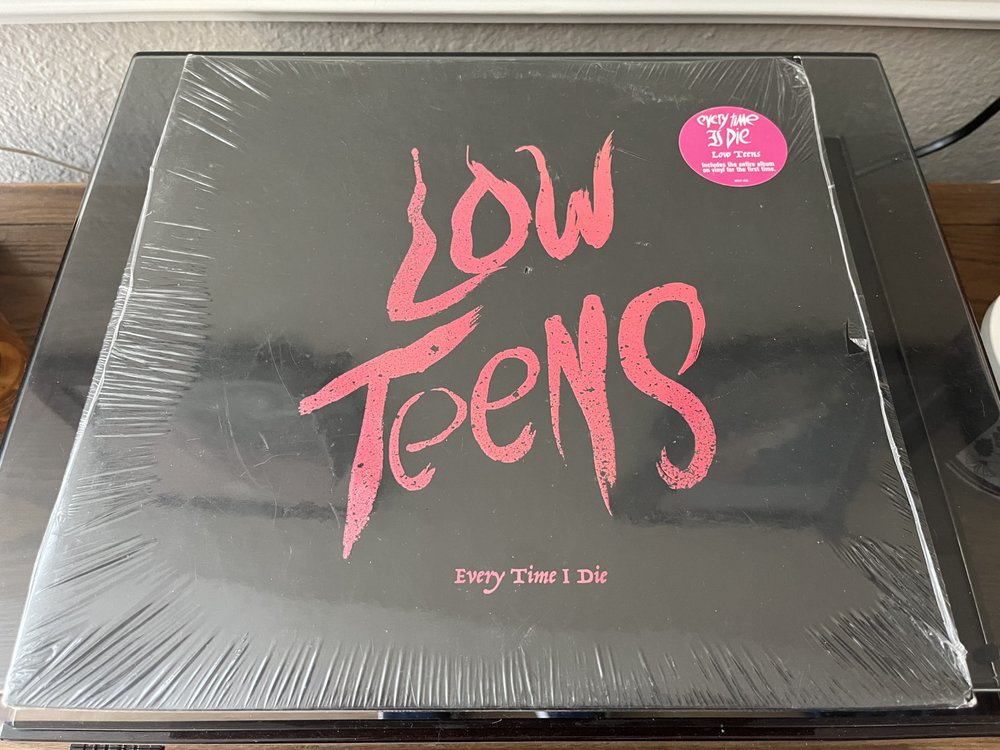 Low
Teens
Every Time I Die
every time
I Die
Low Teens
includes the entire album
on vinyl for the first time.